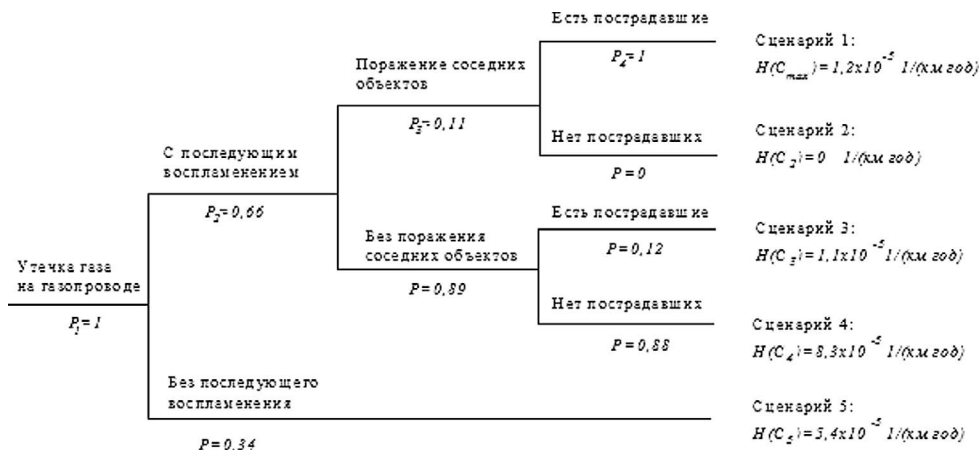 Есть пострадавшие
P₄=1
Сценарий 1:
H(Cₘₐₓ)=1,2x10⁻⁵ 1/(км год)
Поражение соседних
объектов
P₃=0,11
Нет пострадавших
P=0
Сценарий 2:
H(C₂)=0 1/(км год)
С последующим
воспламенением
P₂=0,66
Есть пострадавшие
P=0,12
Сценарий 3:
H(C₃)=1,1x10⁻⁵ 1/(км год)
Без поражения
соседних объектов
P=0,89
Утечка газа
на газопроводе
P₁=1
Нет пострадавших
P=0,88
Сценарий 4:
H(C₄)=8,3x10⁻⁵ 1/(км год)
Без последующего
воспламенения
P=0,34
Сценарий 5:
H(C₅)=5,4x10⁻⁵ 1/(км год)